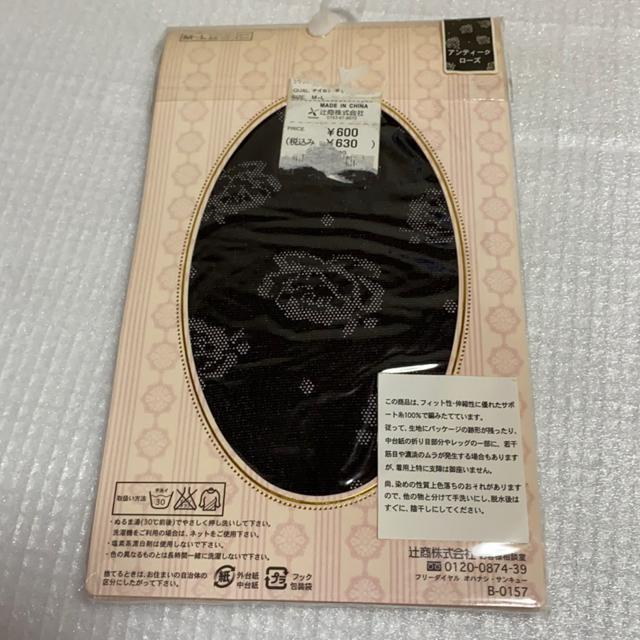 M~L
アンティーク
ローズ
SIZE: M~L
MADE IN CHINA
辻商株式会社
PRICE
¥600
(税込み ¥630 )
この商品は、フィット性・伸縮性に優れたサポ
ート糸100%で編みたてています。
従って、生地にパッケージの跡形が残ったり、
中台紙の折り目部分やレッグの一部に、若干
筋目や濃淡のムラが発生する場合もあります
が、着用上特に支障は御座いません。
尚、染めの性質上色落ちのおそれがあります
ので、他の物と分けて手洗いにし、脱水後は
すぐに、陰干しにしてください。
取扱い方法
手洗イ
30
・ぬるま湯(30℃前後)でやさしく押し洗いして下さい。
洗濯機をご利用の場合は、ネットをご使用下さい。
・塩素系漂白剤は使用しないで下さい。
・色の異なるものとは長時間一緒に洗濯しないで下さい。
捨てるときは、お住まいの自治体の
区分にしたがって下さい。
紙
外台紙
中台紙
プラ
フック
包装袋
辻商株式会社 お客様相談室
0120-0874-39
フリーダイヤル オハナシ・サンキュー
B-0157